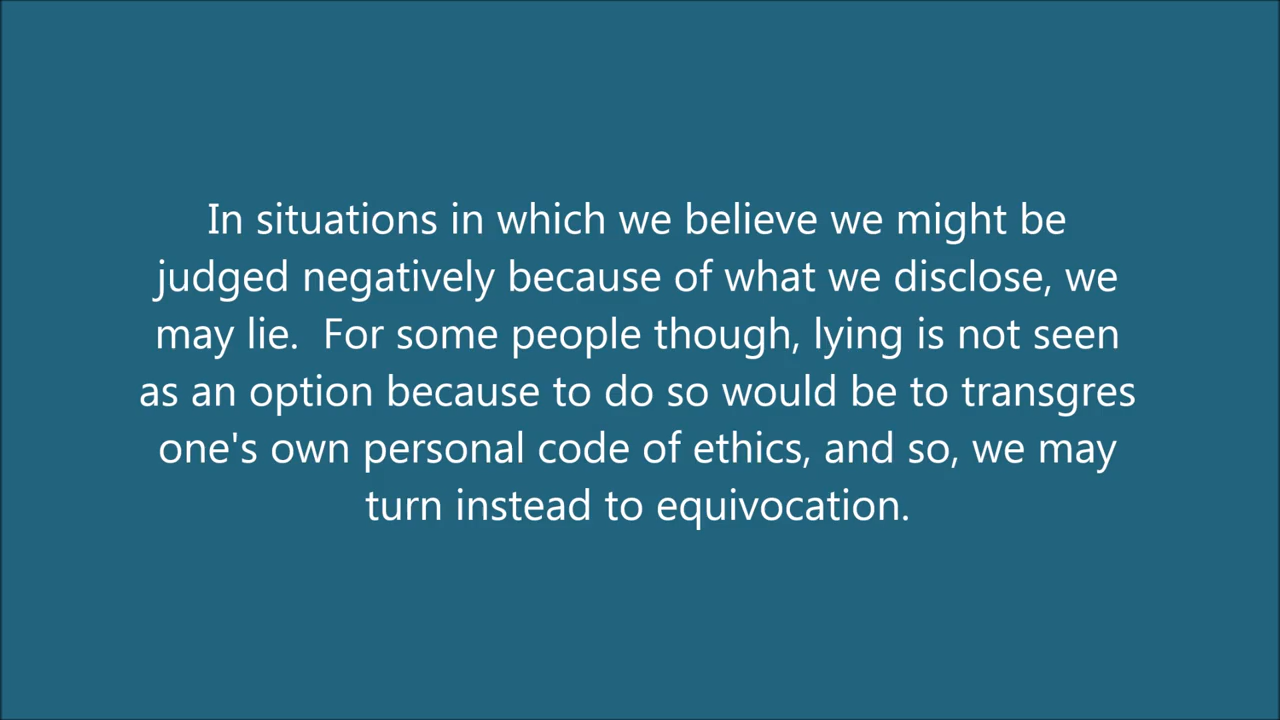 In situations in which we believe we might be
judged negatively because of what we disclose, we
may lie.  For some people though, lying is not seen
as an option because to do so would be to transgres
one's own personal code of ethics, and so, we may
turn instead to equivocation.